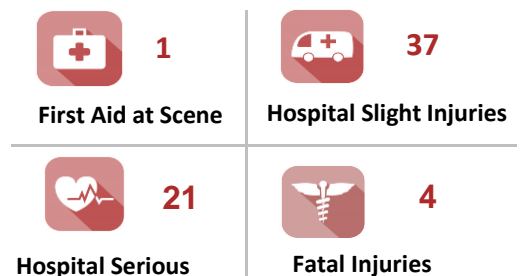 1
37
First Aid at Scene
Hospital Slight Injuries
21
4
Hospital Serious
Fatal Injuries